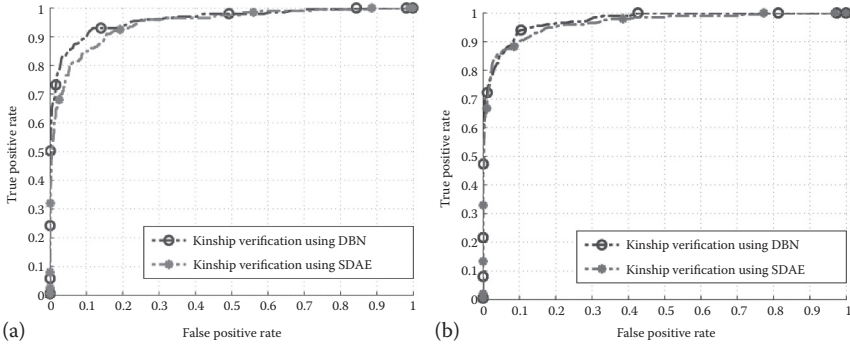 1
0.9
0.8
0.7
0.6
0.5
0.4
0.3
0.2
0.1
0
True positive rate
Kinship verification using DBN
Kinship verification using SDAE
0 0.1 0.2 0.3 0.4 0.5 0.6 0.7 0.8 0.9 1
False positive rate
(a)
1
0.9
0.8
0.7
0.6
0.5
0.4
0.3
0.2
0.1
0
True positive rate
Kinship verification using DBN
Kinship verification using SDAE
0 0.1 0.2 0.3 0.4 0.5 0.6 0.7 0.8 0.9 1
False positive rate
(b)